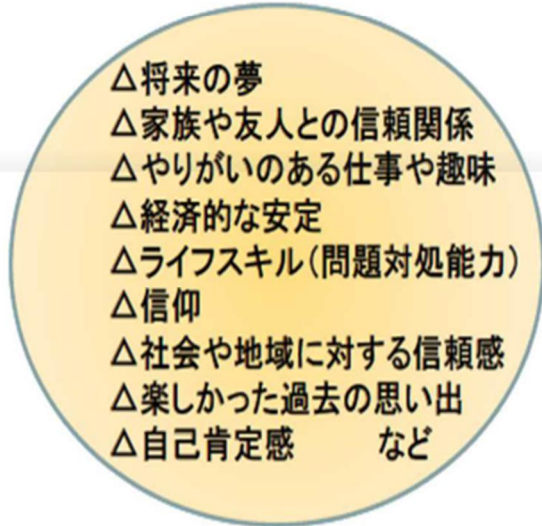 △将来の夢
△家族や友人との信頼関係
△やりがいのある仕事や趣味
△経済的な安定
△ライフスキル(問題対処能力)
△信仰
△社会や地域に対する信頼感
△楽しかった過去の思い出
△自己肯定感　　など